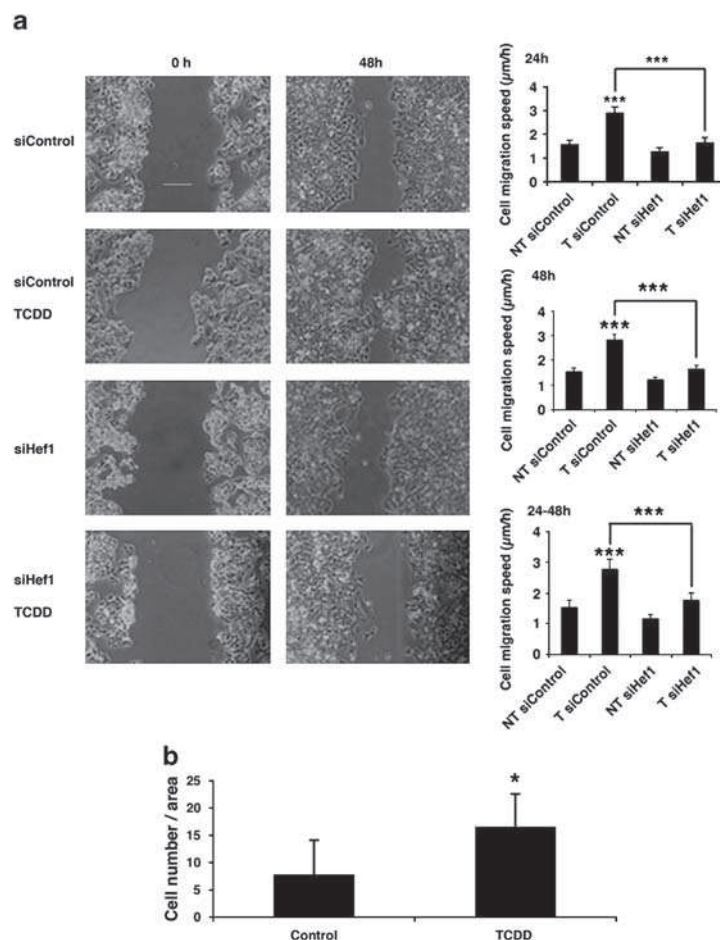 a
0 h
48h
siControl
siControl
TCDD
siHef1
siHef1
TCDD
24h
Cell migration speed (µm/h)
4
3
2
1
0
***
***
NT siControl
T siControl
NT siHef1
T siHef1
48h
Cell migration speed (µm/h)
4
3
2
1
0
***
***
NT siControl
T siControl
NT siHef1
T siHef1
24-48h
Cell migration speed (µm/h)
4
3
2
1
0
***
***
NT siControl
T siControl
NT siHef1
T siHef1
b
Cell number / area
25
20
15
10
5
0
*
Control
TCDD